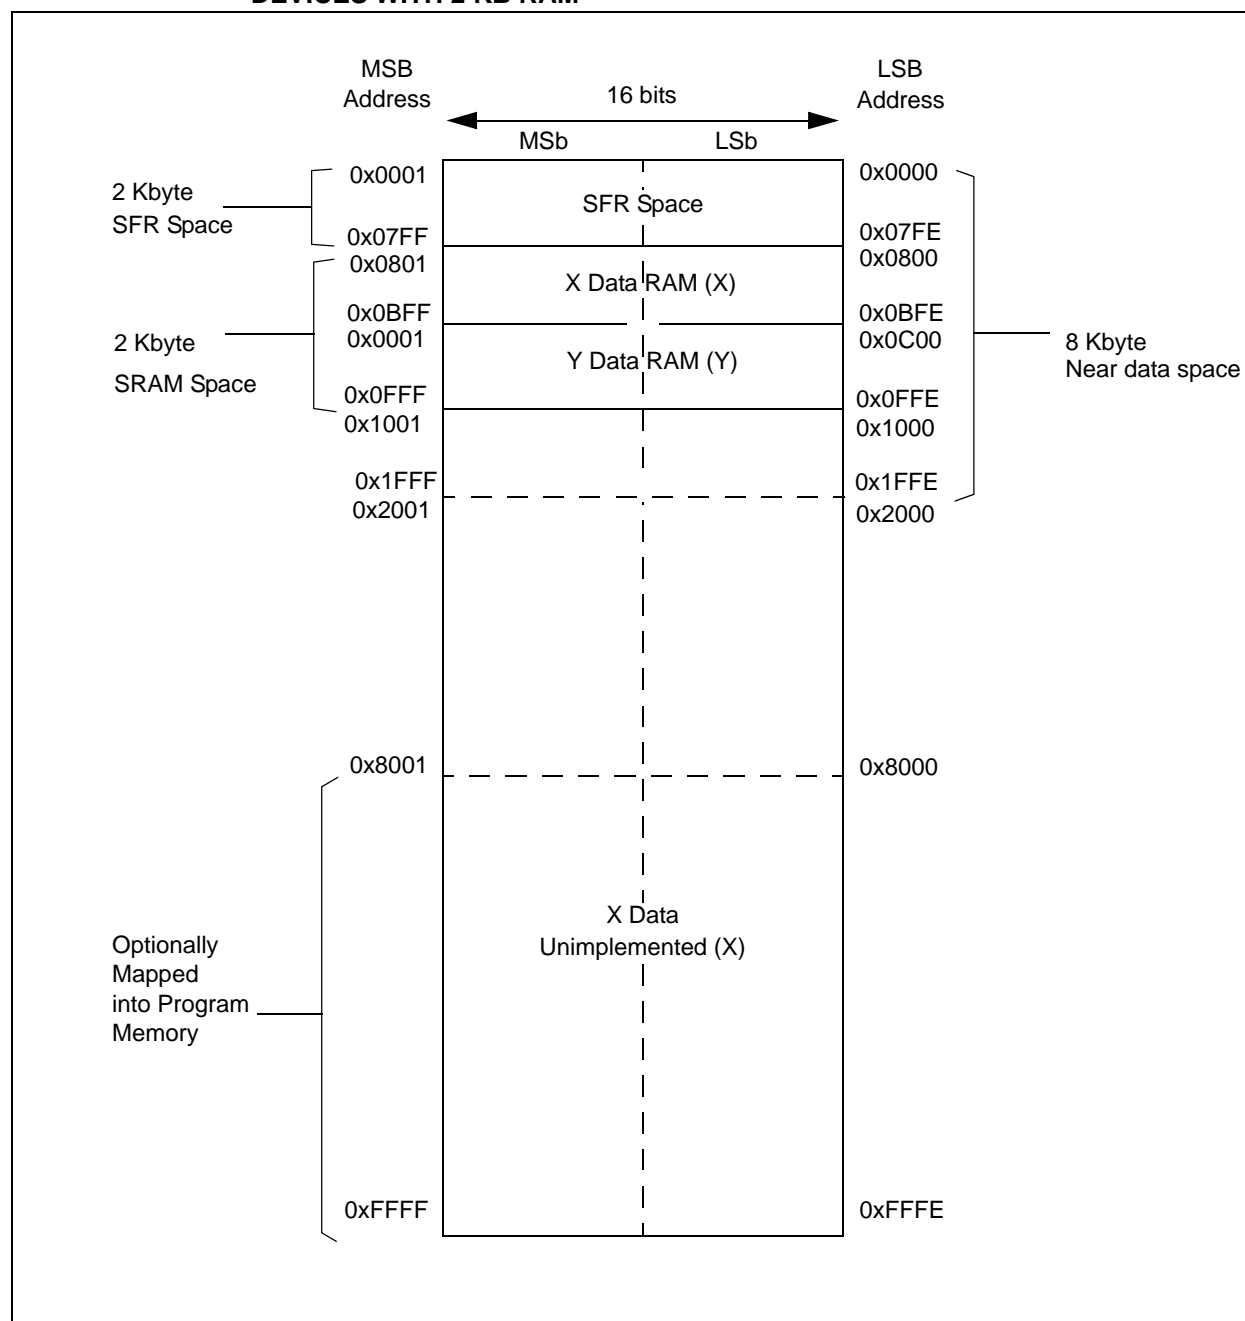 DEVICES WITH 2 KB RAM
MSB
Address
LSB
Address
16 bits
MSb
LSb
0x0001
0x0000
2 Kbyte
SFR Space
SFR Space
0x07FF
0x07FE
0x0801
0x0800
X Data RAM (X)
0x0BFF
0x0BFE
0x0001
0x0C00
2 Kbyte
SRAM Space
Y Data RAM (Y)
8 Kbyte
Near data space
0x0FFF
0x0FFE
0x1001
0x1000
0x1FFF
0x1FFE
0x2001
0x2000
0x8001
0x8000
X Data
Unimplemented (X)
Optionally
Mapped
into Program
Memory
0xFFFF
0xFFFE